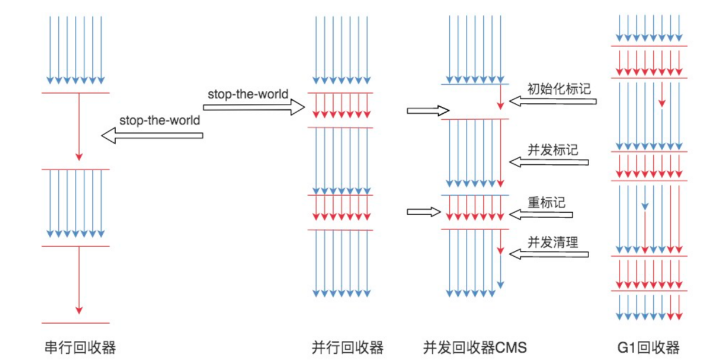 stop-the-world
stop-the-world
初始化标记
并发标记
重标记
并发清理
串行回收器
并行回收器
并发回收器CMS
G1回收器